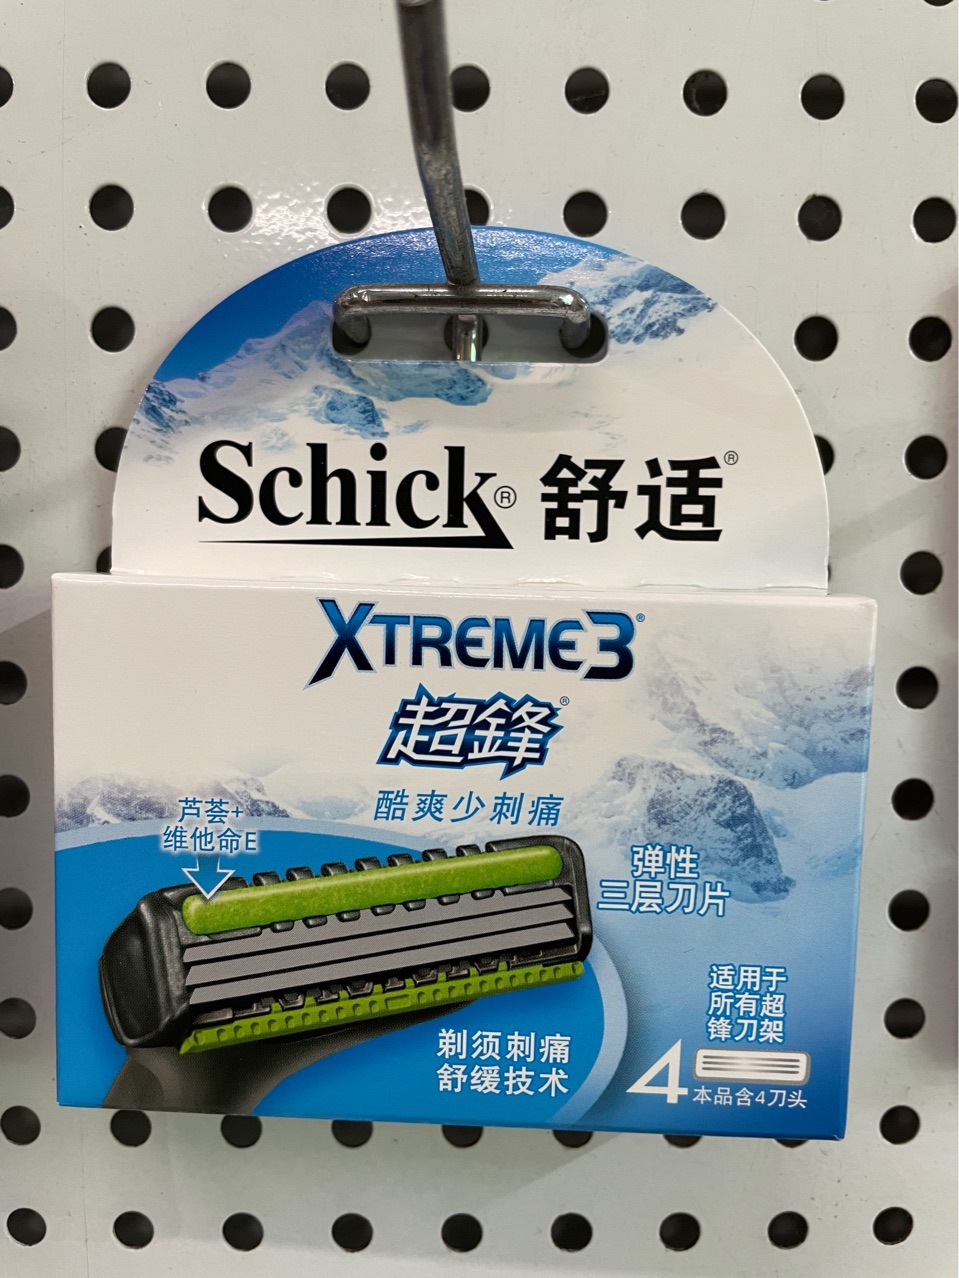 Schick® 舒适®
XTREME3®
超鋒®
酷爽少刺痛
芦荟+
维他命E
弹性
三层刀片
适用于
所有超
锋刀架
剃须刺痛
舒缓技术
4
本品含4刀头